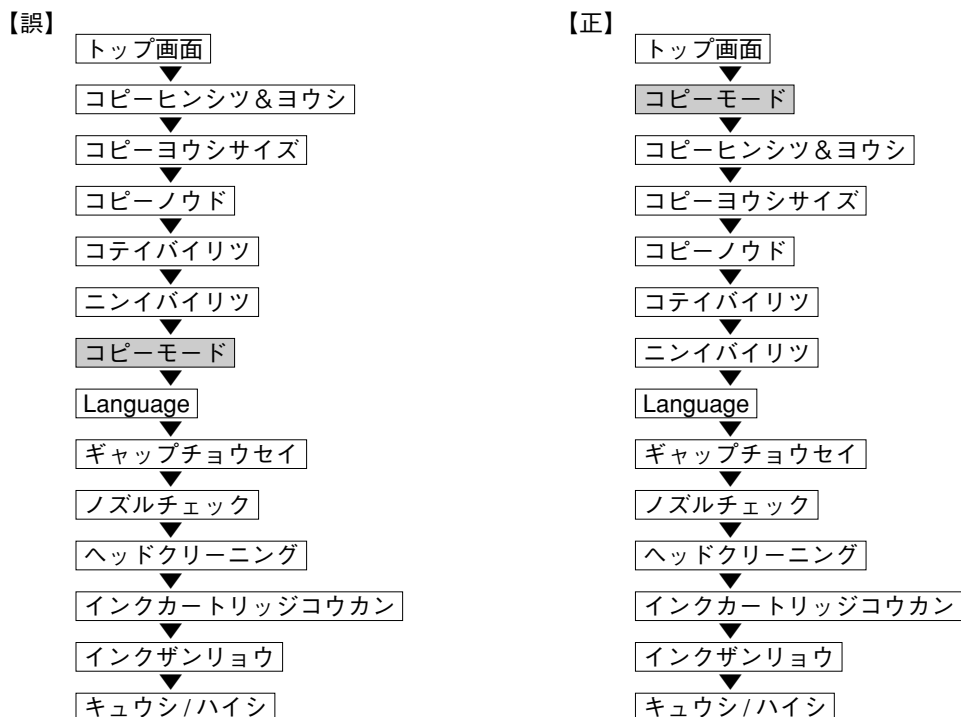 【誤】
トップ画面
コピーヒンシツ＆ヨウシ
コピーヨウシサイズ
コピーノウド
コテイバイリツ
ニンイバイリツ
コピーモード
Language
ギャップチョウセイ
ノズルチェック
ヘッドクリーニング
インクカートリッジコウカン
インクザンリョウ
キュウシ/ハイシ
【正】
トップ画面
コピーモード
コピーヒンシツ＆ヨウシ
コピーヨウシサイズ
コピーノウド
コテイバイリツ
ニンイバイリツ
Language
ギャップチョウセイ
ノズルチェック
ヘッドクリーニング
インクカートリッジコウカン
インクザンリョウ
キュウシ/ハイシ